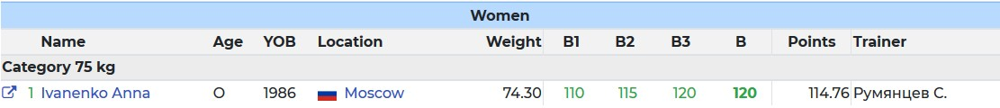 Women
Name Age YOB Location Weight B1 B2 B3 B Points Trainer
Category 75 kg
1 Ivanenko Anna O 1986 Moscow 74.30 110 115 120 120 114.76 Румянцев С.